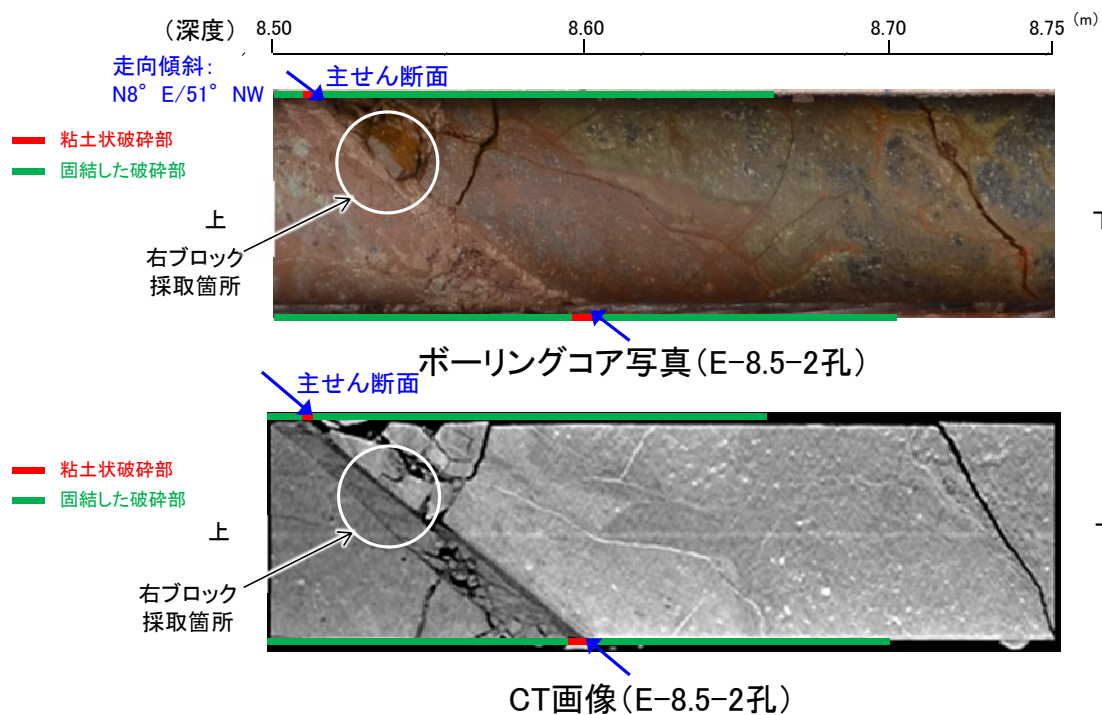 (深度)
8.50
8.60
8.70
8.75
(m)
走向傾斜:
N8° E/51° NW
主せん断面
粘土状破砕部
固結した破砕部
上
右ブロック
採取箇所
ボーリングコア写真(E-8.5-2孔)
主せん断面
粘土状破砕部
固結した破砕部
上
右ブロック
採取箇所
CT画像(E-8.5-2孔)